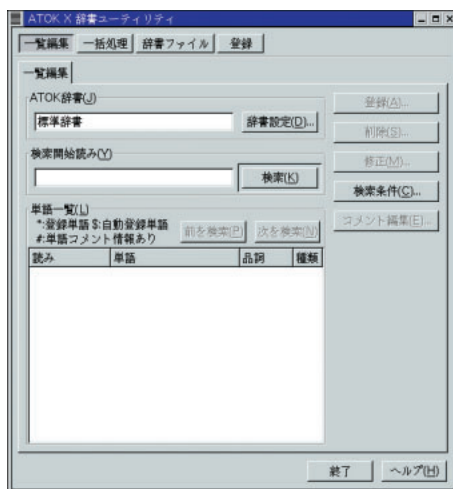 ATOK X 辞書ユーティリティ
一覧編集 一括処理 辞書ファイル 登録
一覧編集
ATOK辞書(J)
標準辞書 辞書設定(D)...
検索開始読み(Y)
検索(K)
単語一覧(L)
*:登録単語 $:自動登録単語
#:単語コメント情報あり
前を検索(P) 次を検索(N)
読み 単語 品詞 種類
登録(A)...
削除(S)...
修正(M)...
検索条件(C)...
コメント編集(E)...
終了 ヘルプ(H)